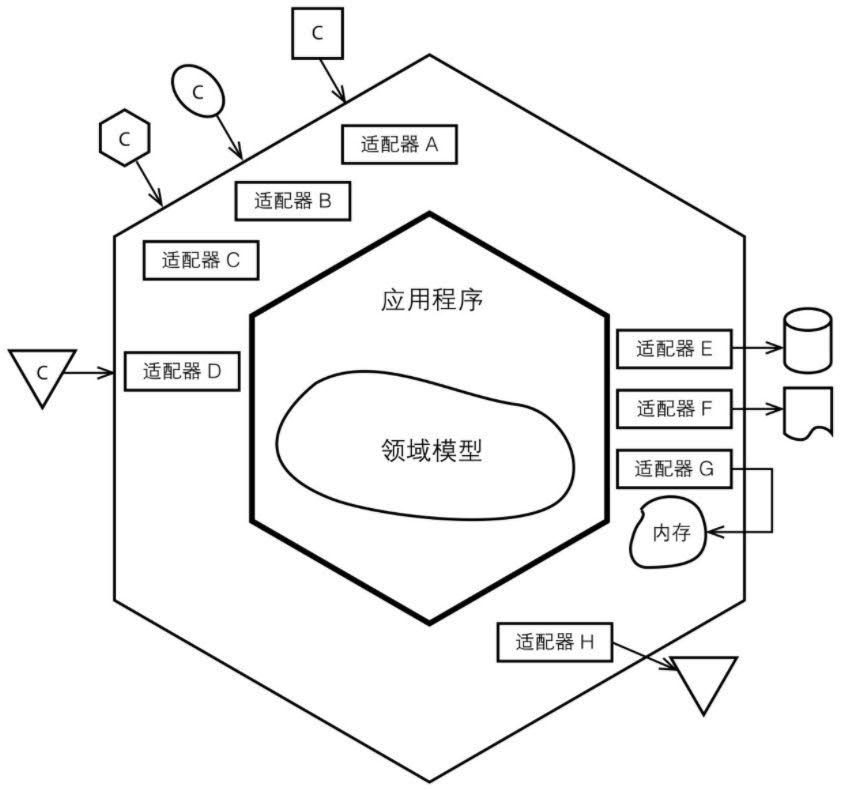 C
C
C
适配器 A
适配器 B
适配器 C
应用程序
适配器 E
C
适配器 D
适配器 F
领域模型
适配器 G
内存
适配器 H